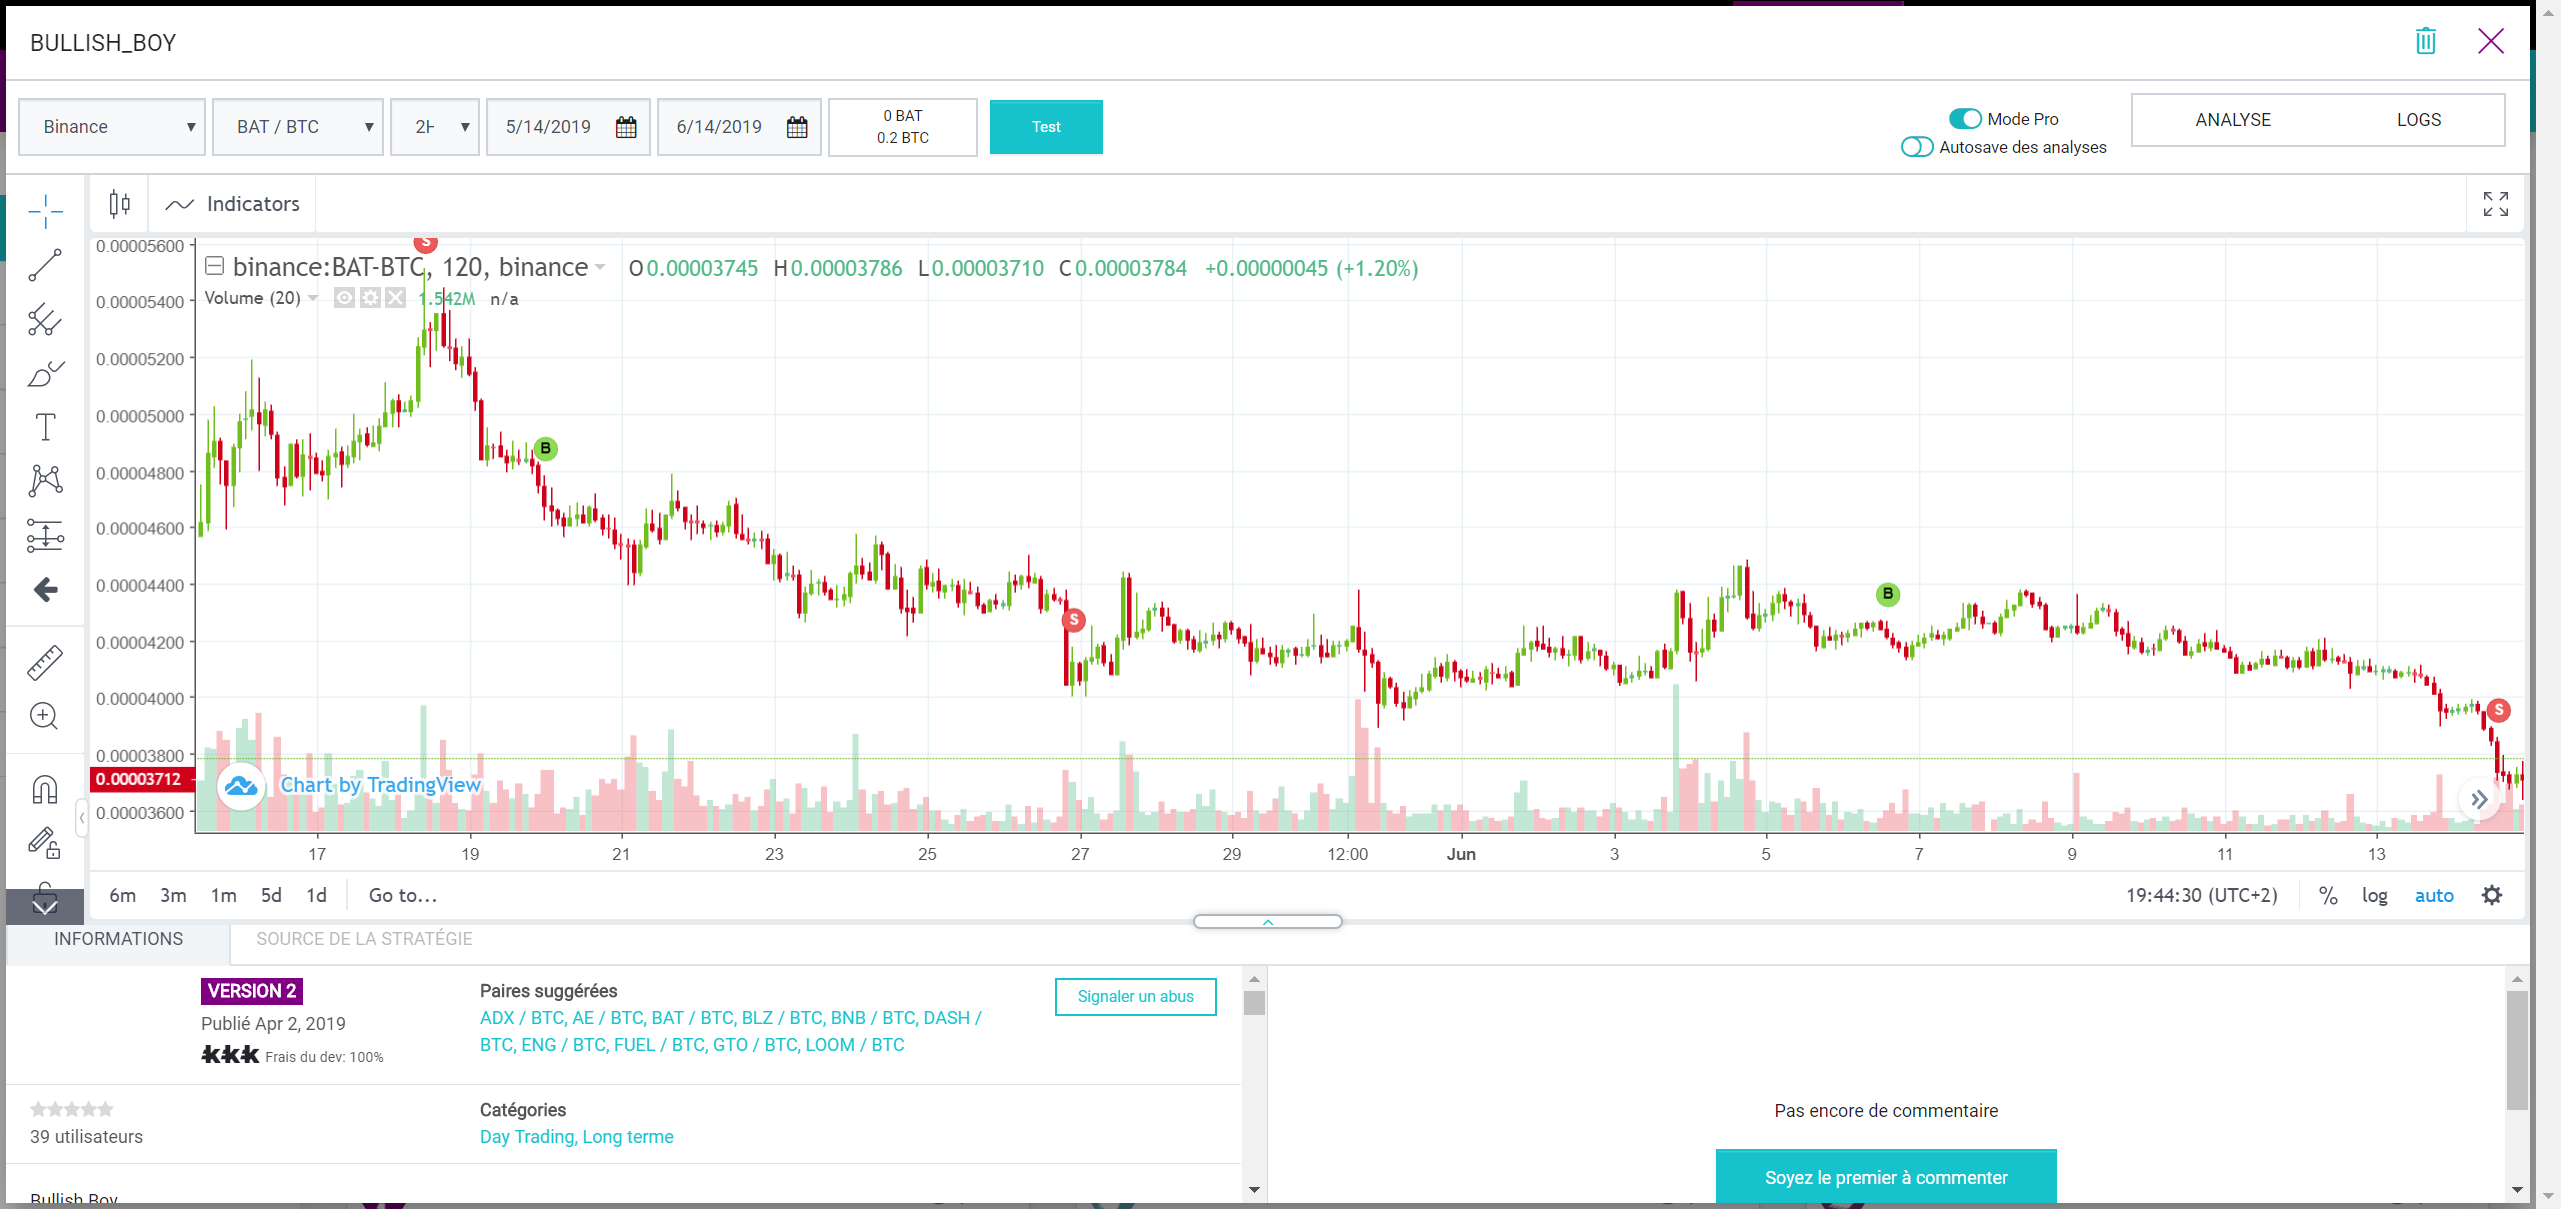 BULLISH_BOY
Binance
BAT / BTC
5/14/2019
6/14/2019
0 BAT
0.2 BTC
Test
Mode Pro
Autosave des analyses
ANALYSE
LOGS
Indicators
binance:BAT-BTC, 120, binance O 0.00003745 H 0.00003786 L 0.00003710 C 0.00003784 +0.00000045 (+1.20%)
Volume (20) 1.542M n/a
0.00005600
0.00005400
0.00005200
0.00005000
0.00004800
0.00004600
0.00004400
0.00004200
0.00004000
0.00003800
0.00003712
0.00003600
S
B
S
B
S
Chart by TradingView
17 19 21 23 25 27 29 12:00 Jun 3 5 7 9 11 13
6m 3m 1m 5d 1d Go to...
19:44:30 (UTC+2) % log auto
INFORMATIONS
SOURCE DE LA STRATÉGIE
VERSION 2
Publié Apr 2, 2019
Frais du dev: 100%
Paires suggérées
ADX / BTC, AE / BTC, BAT / BTC, BLZ / BTC, BNB / BTC, DASH /
BTC, ENG / BTC, FUEL / BTC, GTO / BTC, LOOM / BTC
Signaler un abus
39 utilisateurs
Catégories
Day Trading, Long terme
Bullish Boy
Pas encore de commentaire
Soyez le premier à commenter